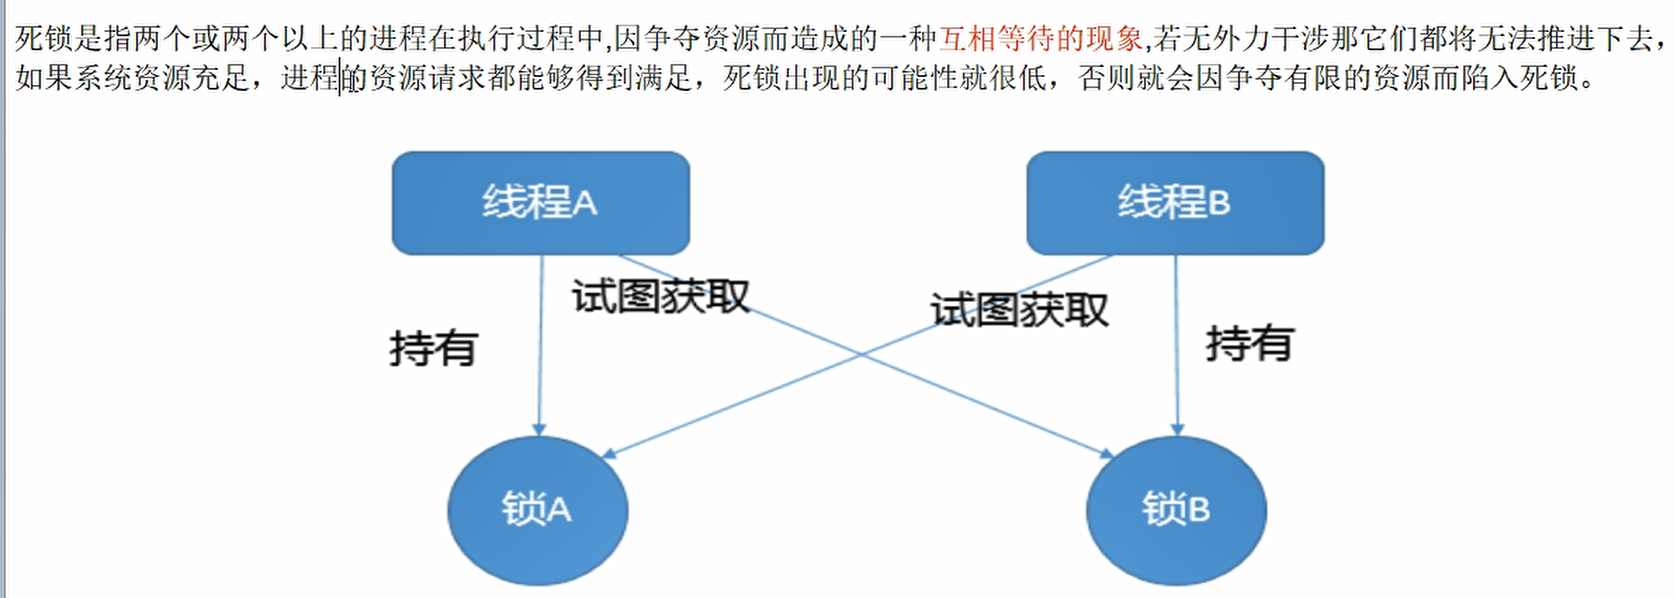 死锁是指两个或两个以上的进程在执行过程中,因争夺资源而造成的一种互相等待的现象,若无外力干涉那它们都将无法推进下去，
如果系统资源充足，进程的资源请求都能够得到满足，死锁出现的可能性就很低，否则就会因争夺有限的资源而陷入死锁。
线程A
线程B
试图获取
试图获取
持有
持有
锁A
锁B